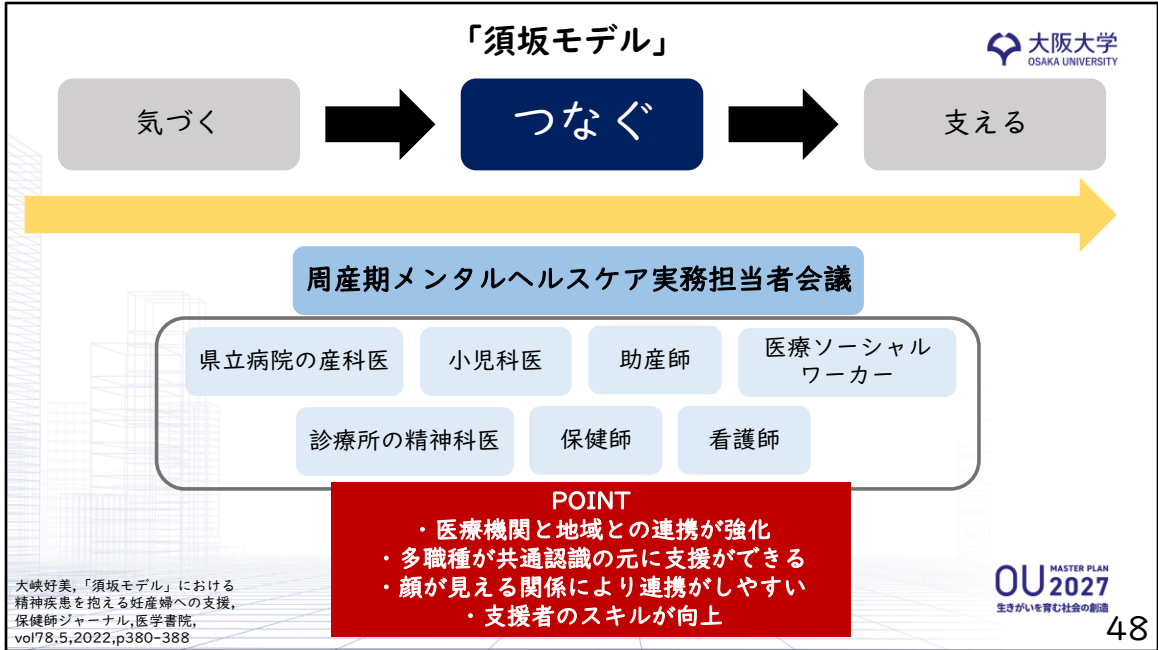 「須坂モデル」
大阪大学
OSAKA UNIVERSITY
気づく
つなぐ
支える
周産期メンタルヘルスケア実務担当者会議
県立病院の産科医
小児科医
助産師
医療ソーシャル
ワーカー
診療所の精神科医
保健師
看護師
POINT
・医療機関と地域との連携が強化
・多職種が共通認識の元に支援ができる
・顔が見える関係により連携がしやすい
・支援者のスキルが向上
大峡好美,「須坂モデル」における
精神疾患を抱える妊産婦への支援,
保健師ジャーナル,医学書院,
vol78.5,2022,p380-388
OU MASTER PLAN
2027
生きがいを育む社会の創造
48